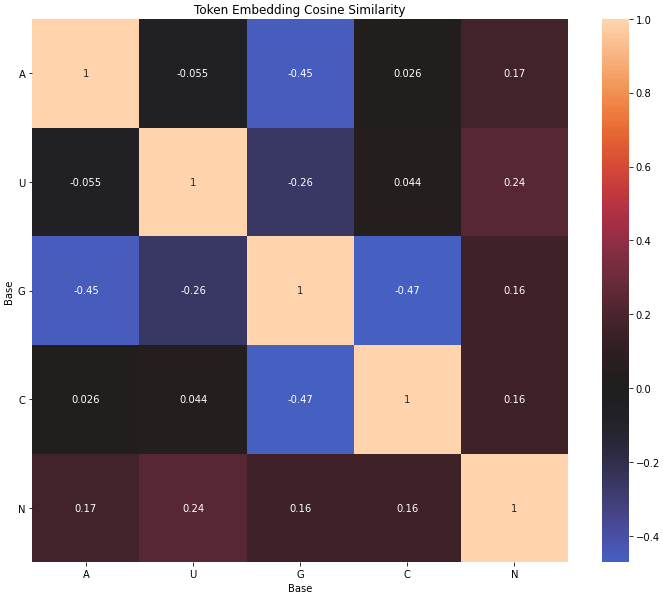 Token Embedding Cosine Similarity
A 1 -0.055 -0.45 0.026 0.17
U -0.055 1 -0.26 0.044 0.24
G -0.45 -0.26 1 -0.47 0.16
C 0.026 0.044 -0.47 1 0.16
N 0.17 0.24 0.16 0.16 1
A U G C N
Base
Base
1.0
0.8
0.6
0.4
0.2
0.0
−0.2
−0.4